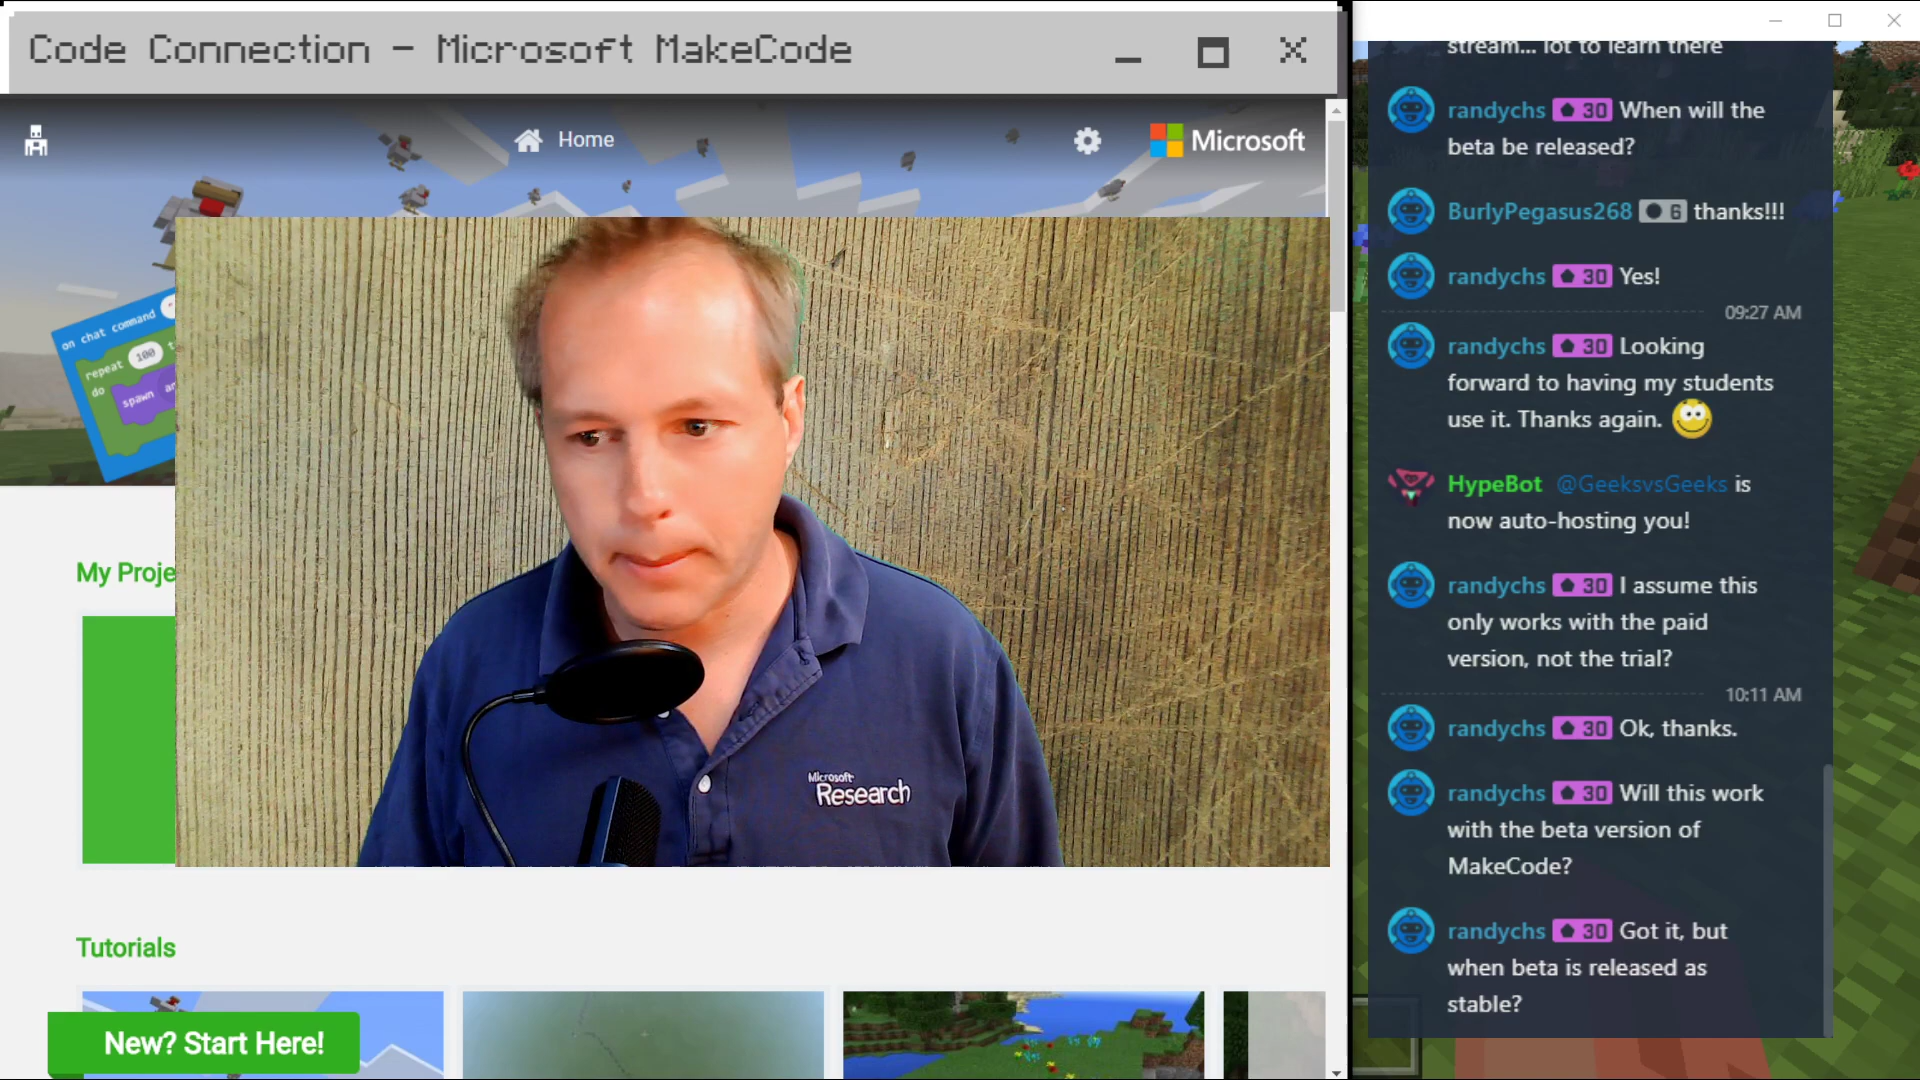 Code Connection - Microsoft MakeCode
Home
Microsoft
on chat command
repeat 100
do
spawn
My Proje
Microsoft
Research
Tutorials
New? Start Here!
stream... lot to learn there
randychs 30 When will the
beta be released?
BurlyPegasus268 6 thanks!!!
randychs 30 Yes!
09:27 AM
randychs 30 Looking
forward to having my students
use it. Thanks again.
HypeBot @GeeksvsGeeks is
now auto-hosting you!
randychs 30 I assume this
only works with the paid
version, not the trial?
10:11 AM
randychs 30 Ok, thanks.
randychs 30 Will this work
with the beta version of
MakeCode?
randychs 30 Got it, but
when beta is released as
stable?